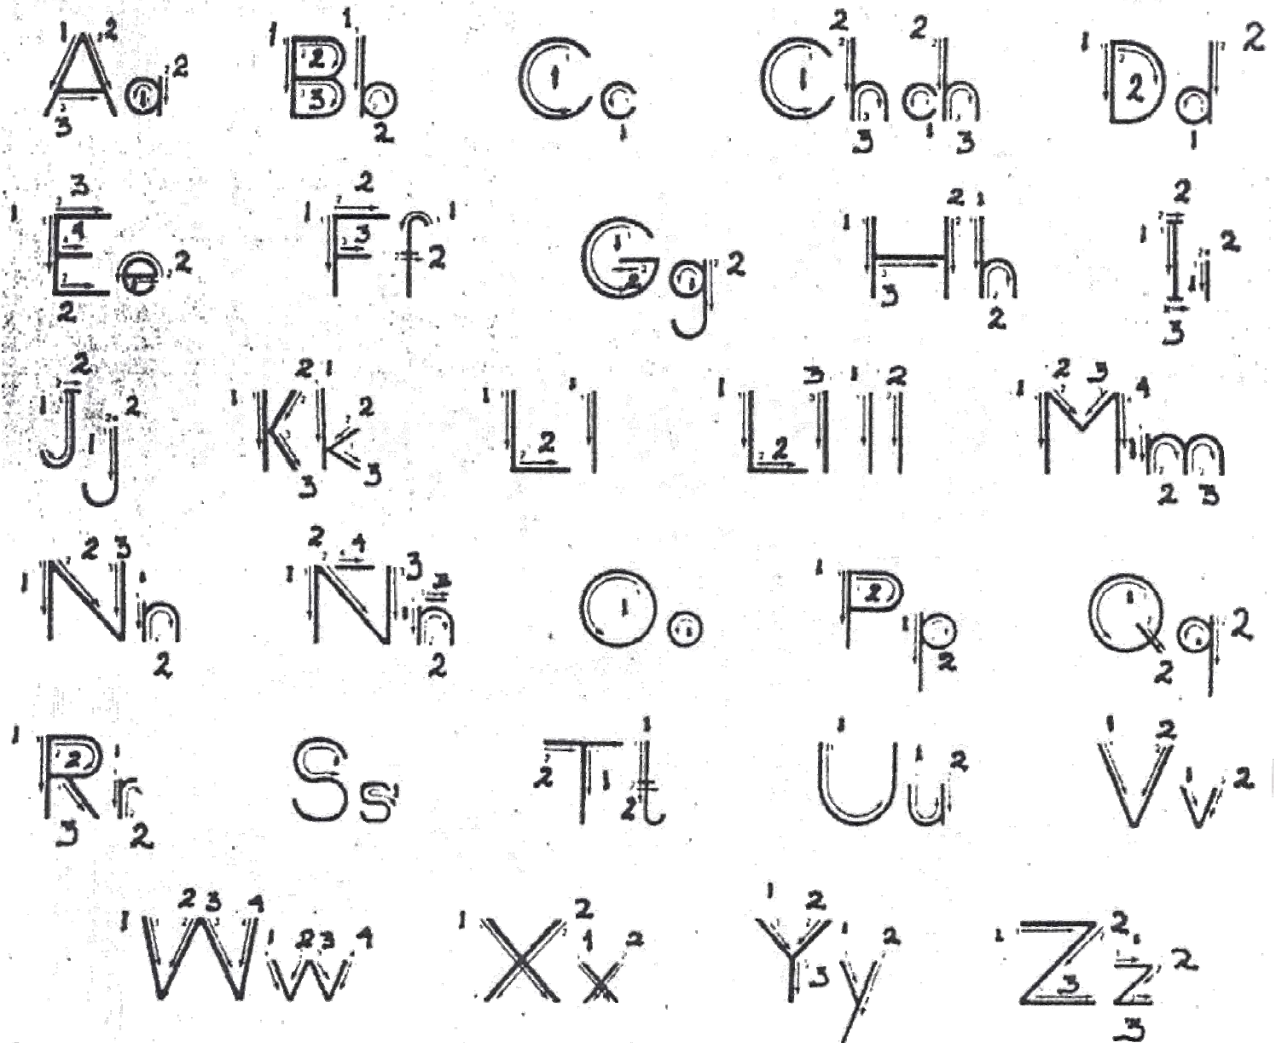 Aa Bb Cc Chch Dd
Ee Ff Gg Hh Ii
Jj Kk Ll LLll Mm
Nn Ññ Oo Pp Qq
Rr Ss Tt Uu Vv
Ww Xx Yy Zz